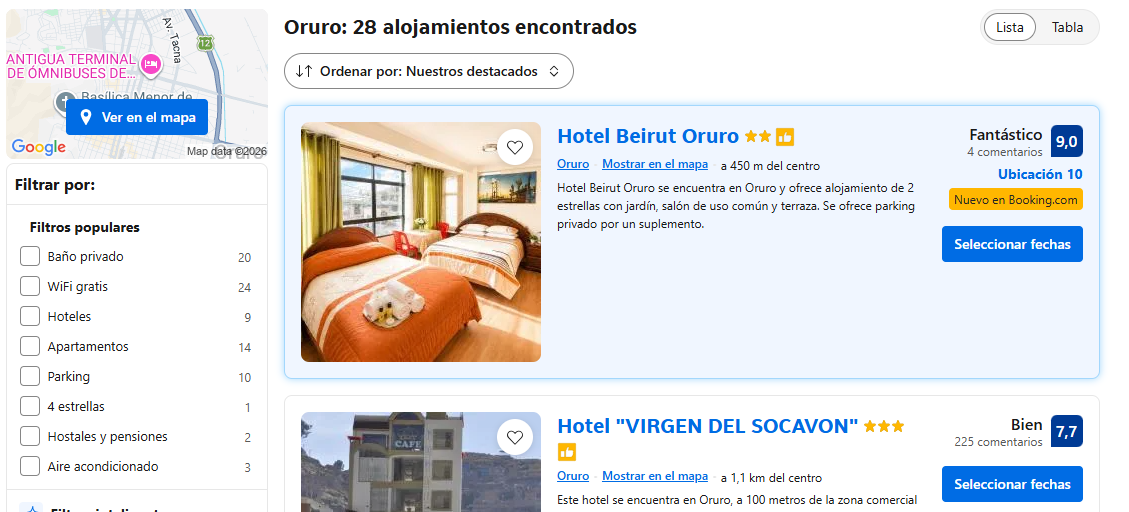 Av. Tacna
12
ANTIGUA TERMINAL
DE ÓMNIBUSES DE...
Basílica Menor de
Ver en el mapa
Google
Oruro
Map data ©2026
Filtrar por:
Filtros populares
Baño privado 20
WiFi gratis 24
Hoteles 9
Apartamentos 14
Parking 10
4 estrellas 1
Hostales y pensiones 2
Aire acondicionado 3
Oruro: 28 alojamientos encontrados
Lista Tabla
Ordenar por: Nuestros destacados
Hotel Beirut Oruro
Oruro · Mostrar en el mapa · a 450 m del centro
Hotel Beirut Oruro se encuentra en Oruro y ofrece alojamiento de 2
estrellas con jardín, salón de uso común y terraza. Se ofrece parking
privado por un suplemento.
Fantástico 9,0
4 comentarios
Ubicación 10
Nuevo en Booking.com
Seleccionar fechas
CAFE
Hotel "VIRGEN DEL SOCAVON"
Oruro · Mostrar en el mapa · a 1,1 km del centro
Este hotel se encuentra en Oruro, a 100 metros de la zona comercial
Bien 7,7
225 comentarios
Seleccionar fechas